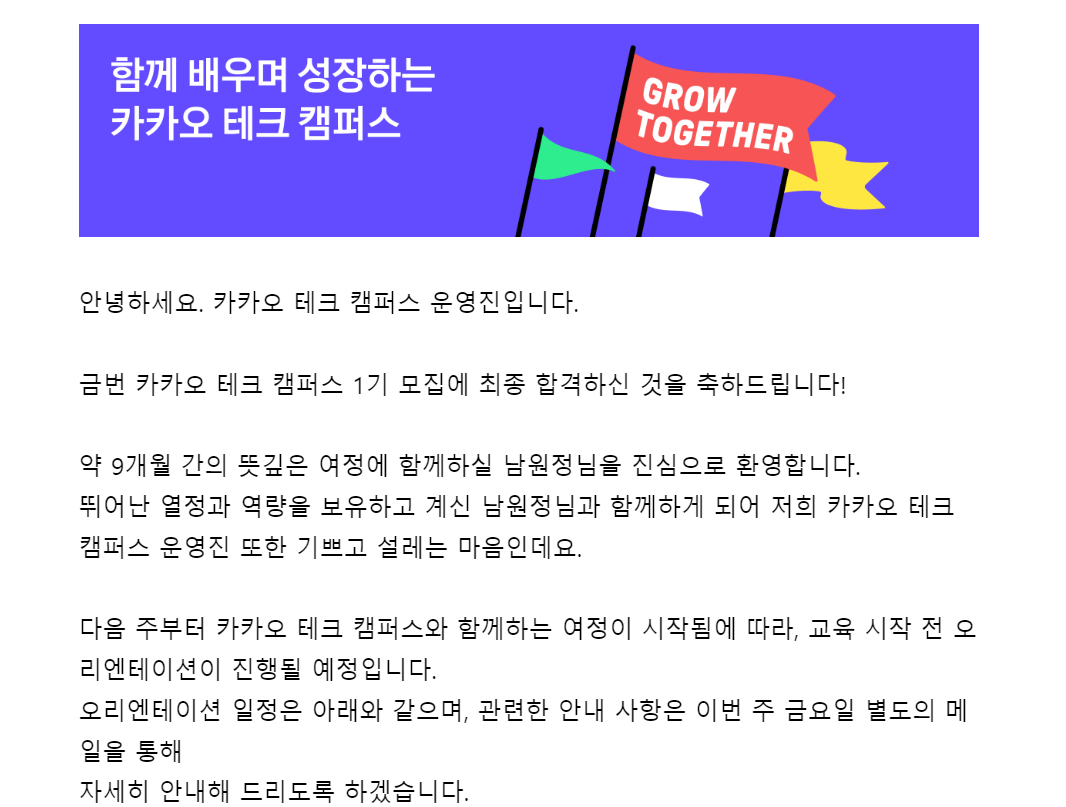 함께 배우며 성장하는
카카오 테크 캠퍼스
GROW
TOGETHER
안녕하세요. 카카오 테크 캠퍼스 운영진입니다.
금번 카카오 테크 캠퍼스 1기 모집에 최종 합격하신 것을 축하드립니다!
약 9개월 간의 뜻깊은 여정에 함께하실 남원정님을 진심으로 환영합니다.
뛰어난 열정과 역량을 보유하고 계신 남원정님과 함께하게 되어 저희 카카오 테크
캠퍼스 운영진 또한 기쁘고 설레는 마음인데요.
다음 주부터 카카오 테크 캠퍼스와 함께하는 여정이 시작됨에 따라, 교육 시작 전 오
리엔테이션이 진행될 예정입니다.
오리엔테이션 일정은 아래와 같으며, 관련한 안내 사항은 이번 주 금요일 별도의 메
일을 통해
자세히 안내해 드리도록 하겠습니다.